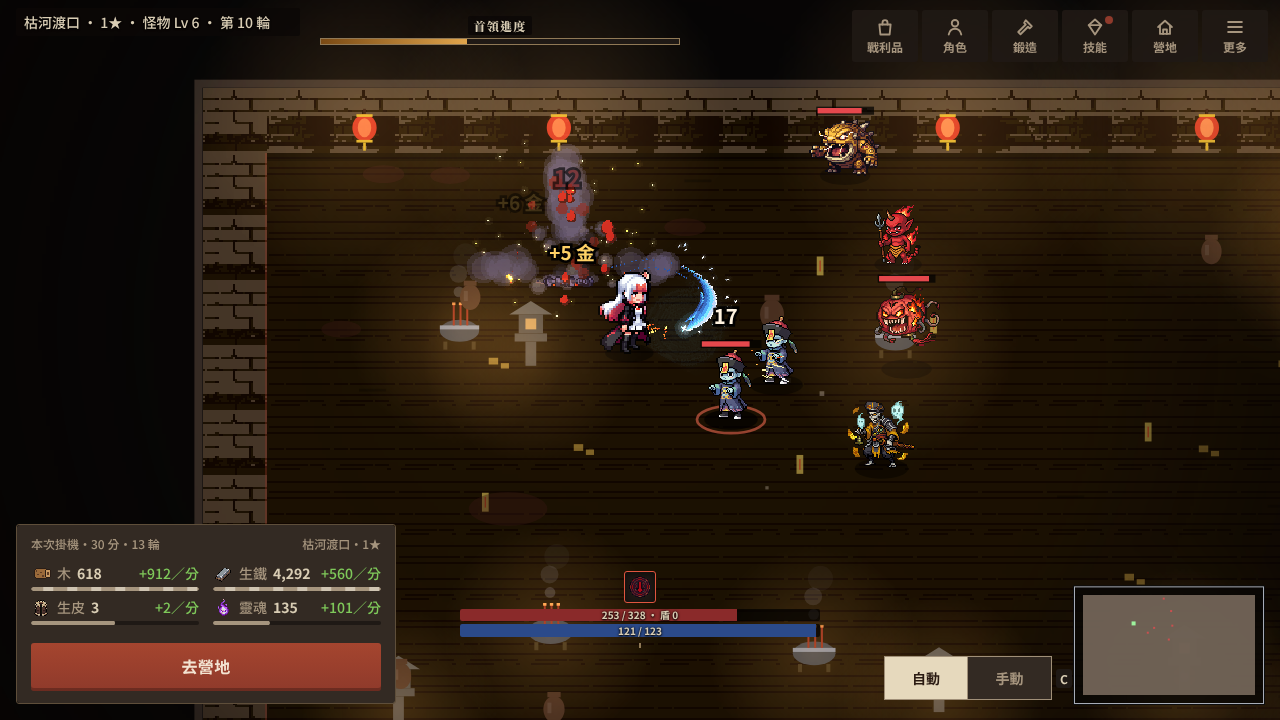 枯河渡口 • 1★ • 怪物 Lv 6 • 第 10 輪
首領進度
戰利品
角色
鍛造
技能
營地
更多
12
+6 金
+5 金
17
本次掛機・30 分・13 輪
枯河渡口・1★
木 618 +912／分
生鐵 4,292 +560／分
生皮 3 +2／分
靈魂 135 +101／分
去營地
253 / 328 • 盾 0
121 / 123
自動
手動
C